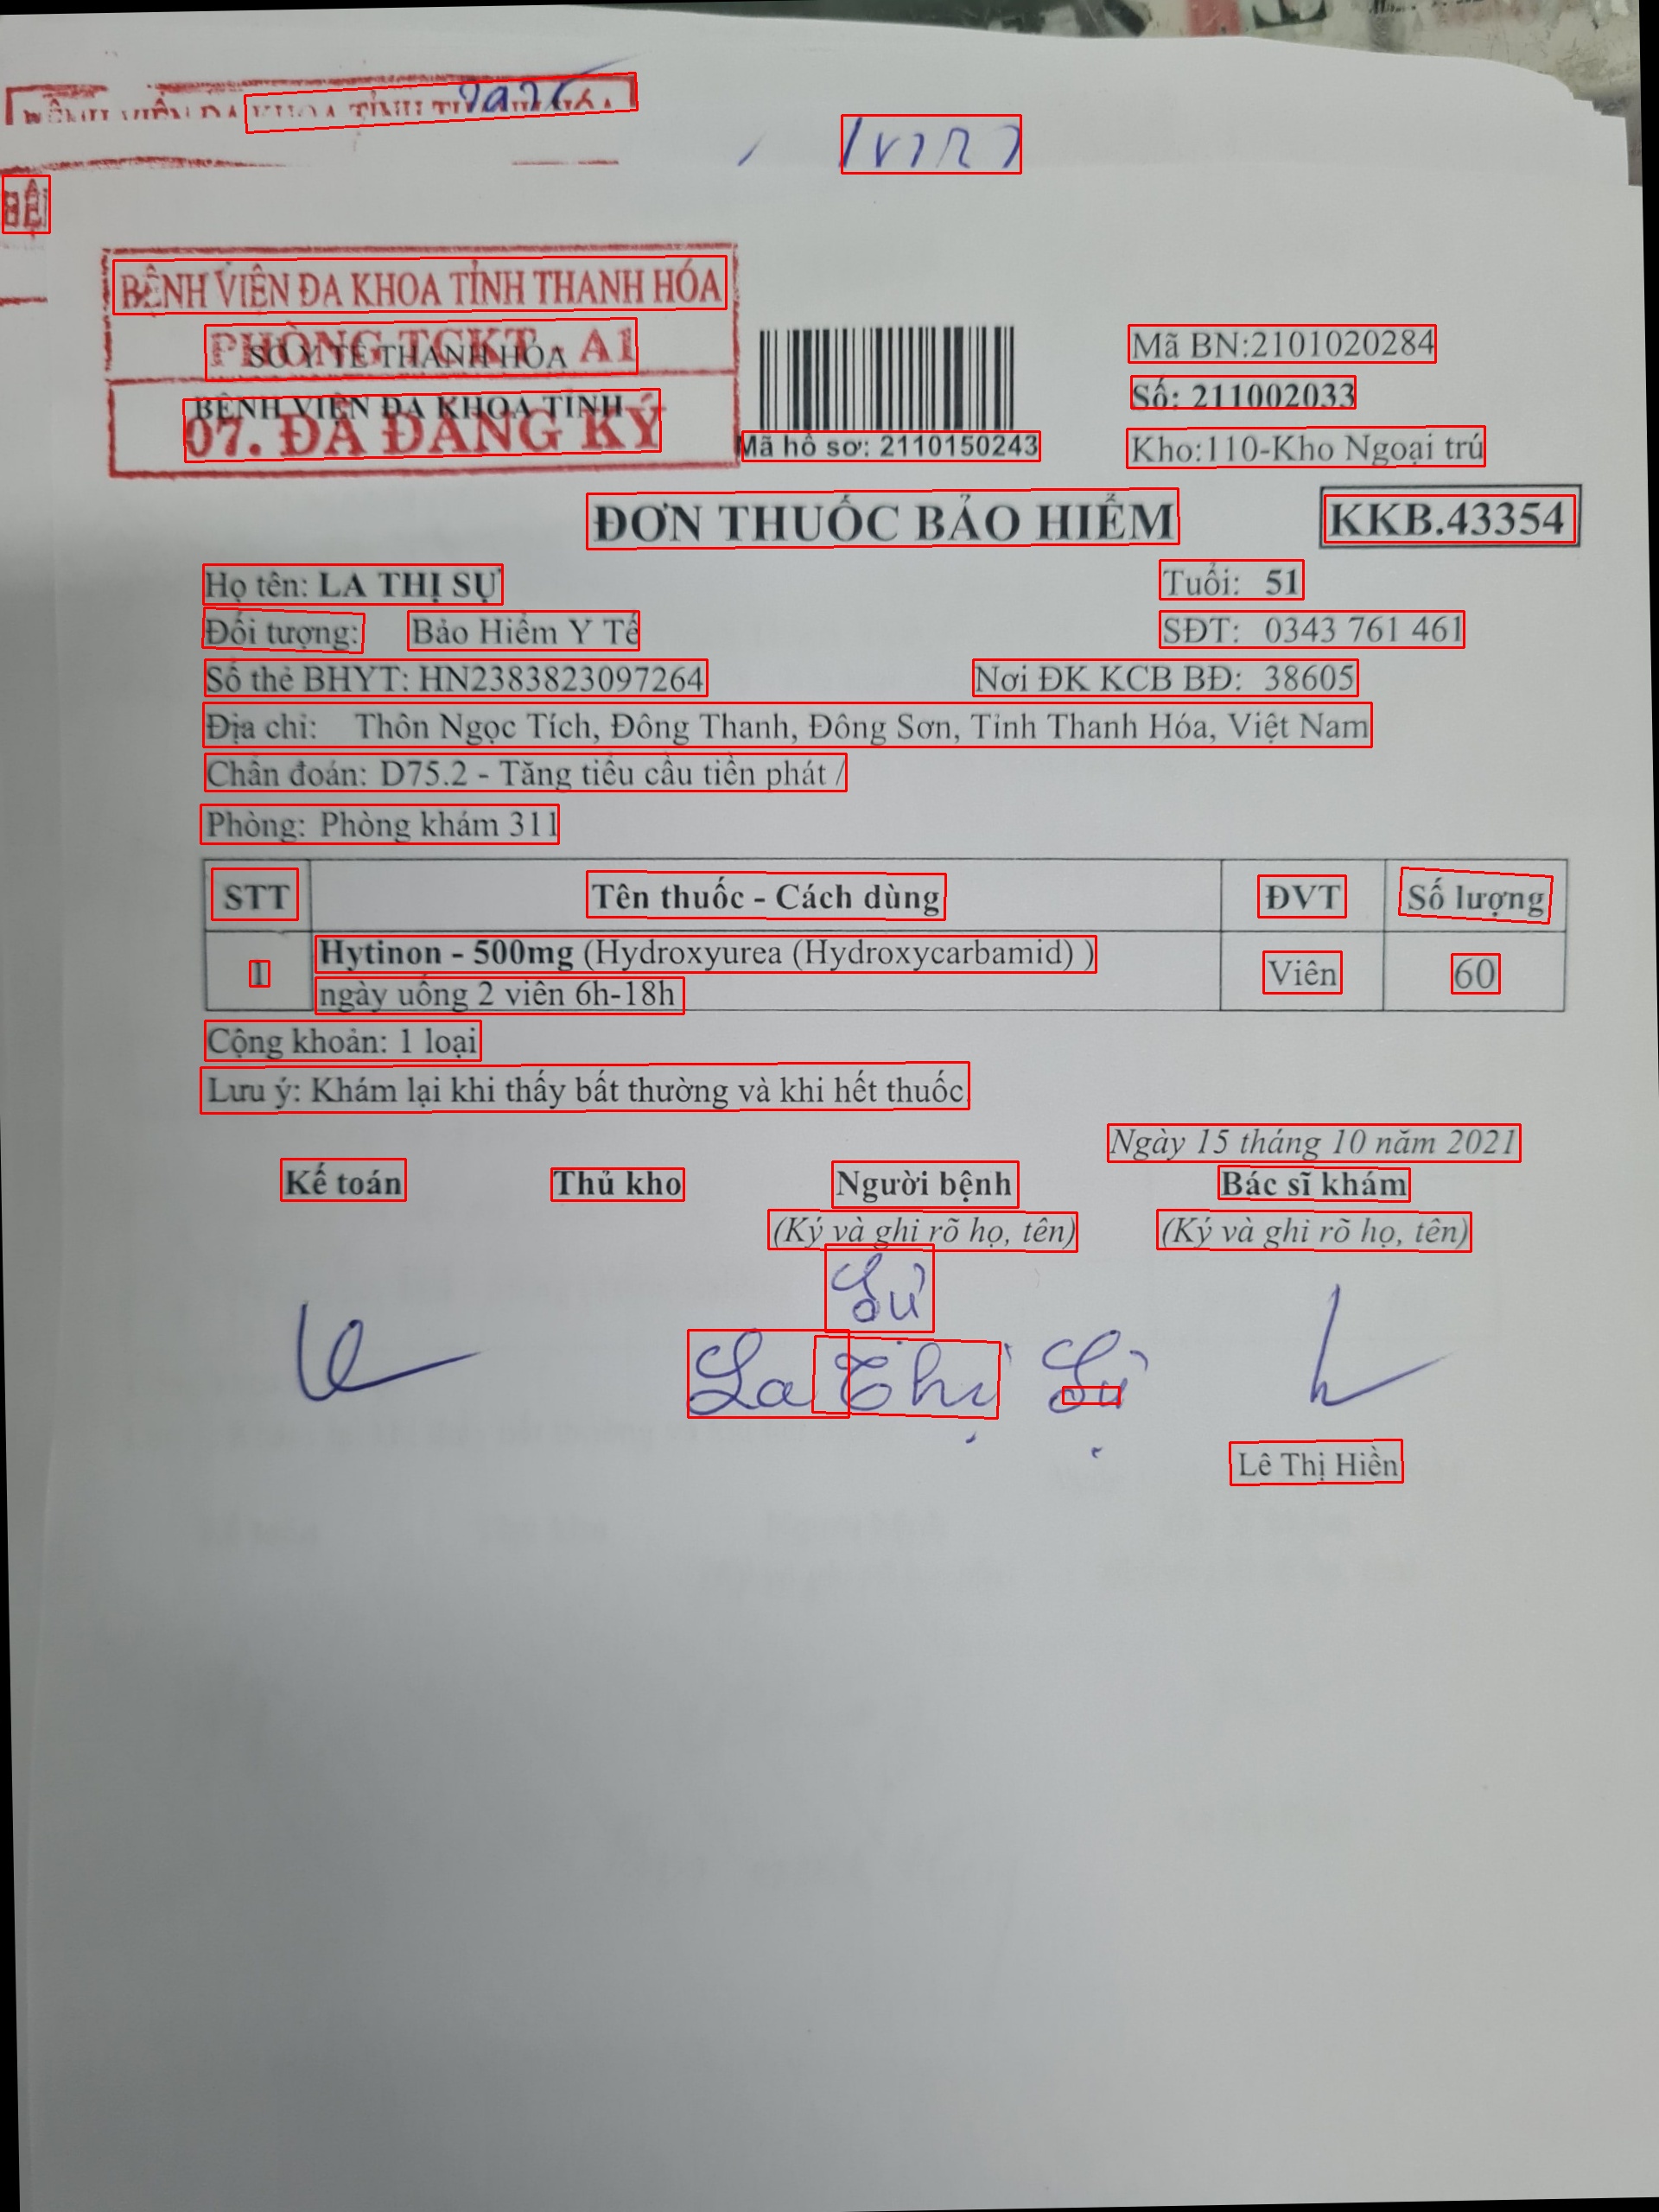 BỆNH VIỆN ĐA KHOA TỈNH
BỆNH VIỆN ĐA KHOA TỈNH THANH HÓA
PHÒNG TCKT - A1
SỞ Y TẾ THANH HÓA
BỆNH VIỆN ĐA KHOA TỈNH
07. ĐÃ ĐĂNG KÝ
Mã hồ sơ: 2110150243
Mã BN:2101020284
Số: 211002033
Kho:110-Kho Ngoại trú
ĐƠN THUỐC BẢO HIỂM KKB.43354
Họ tên: LA THỊ SỰ Tuổi: 51
Đối tượng: Bảo Hiểm Y Tế SĐT: 0343 761 461
Số thẻ BHYT: HN2383823097264 Nơi ĐK KCB BĐ: 38605
Địa chỉ: Thôn Ngọc Tích, Đông Thanh, Đông Sơn, Tỉnh Thanh Hóa, Việt Nam
Chẩn đoán: D75.2 - Tăng tiểu cầu tiên phát /
Phòng: Phòng khám 311
STT Tên thuốc - Cách dùng ĐVT Số lượng
1 Hytinon - 500mg (Hydroxyurea (Hydroxycarbamid) ) Viên 60
ngày uống 2 viên 6h-18h
Cộng khoản: 1 loại
Lưu ý: Khám lại khi thấy bất thường và khi hết thuốc
Ngày 15 tháng 10 năm 2021
Kế toán Thủ kho Người bệnh Bác sĩ khám
(Ký và ghi rõ họ, tên) (Ký và ghi rõ họ, tên)
Sự
La Thị Sự
Lê Thị Hiền